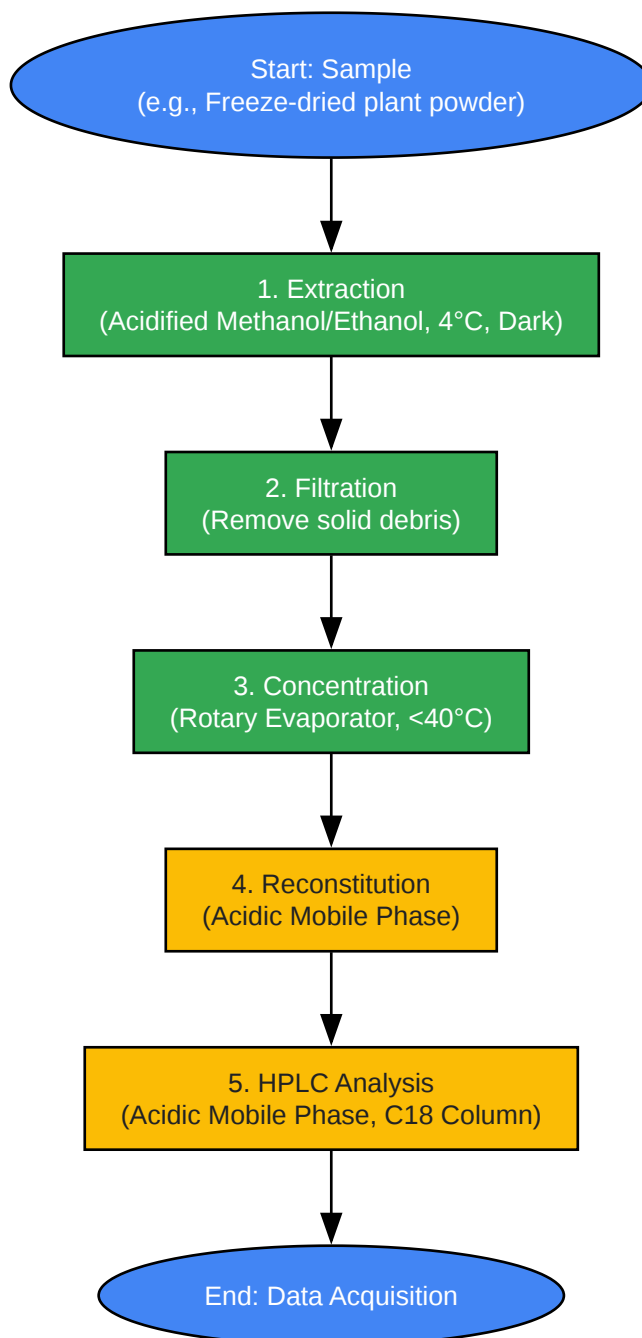 Start: Sample
(e.g., Freeze-dried plant powder)
1. Extraction
(Acidified Methanol/Ethanol, 4°C, Dark)
2. Filtration
(Remove solid debris)
3. Concentration
(Rotary Evaporator, <40°C)
4. Reconstitution
(Acidic Mobile Phase)
5. HPLC Analysis
(Acidic Mobile Phase, C18 Column)
End: Data Acquisition